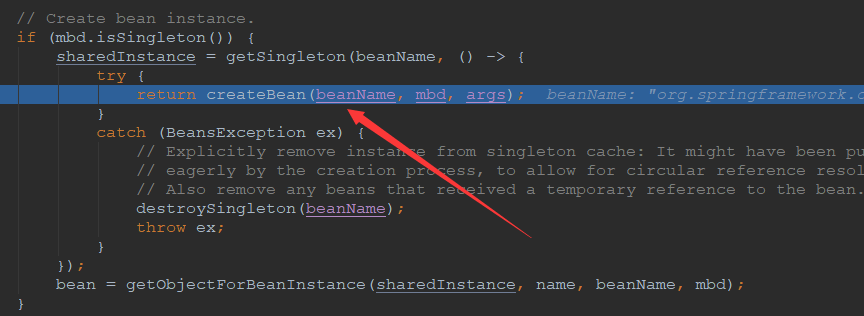 // Create bean instance.
if (mbd.isSingleton()) {
sharedInstance = getSingleton(beanName, () -> {
try {
return createBean(beanName, mbd, args); beanName: "org.springframework.c
}
catch (BeansException ex) {
// Explicitly remove instance from singleton cache: It might have been pu
// eagerly by the creation process, to allow for circular reference resol
// Also remove any beans that received a temporary reference to the bean.
destroySingleton(beanName);
throw ex;
}
});
bean = getObjectForBeanInstance(sharedInstance, name, beanName, mbd);
}